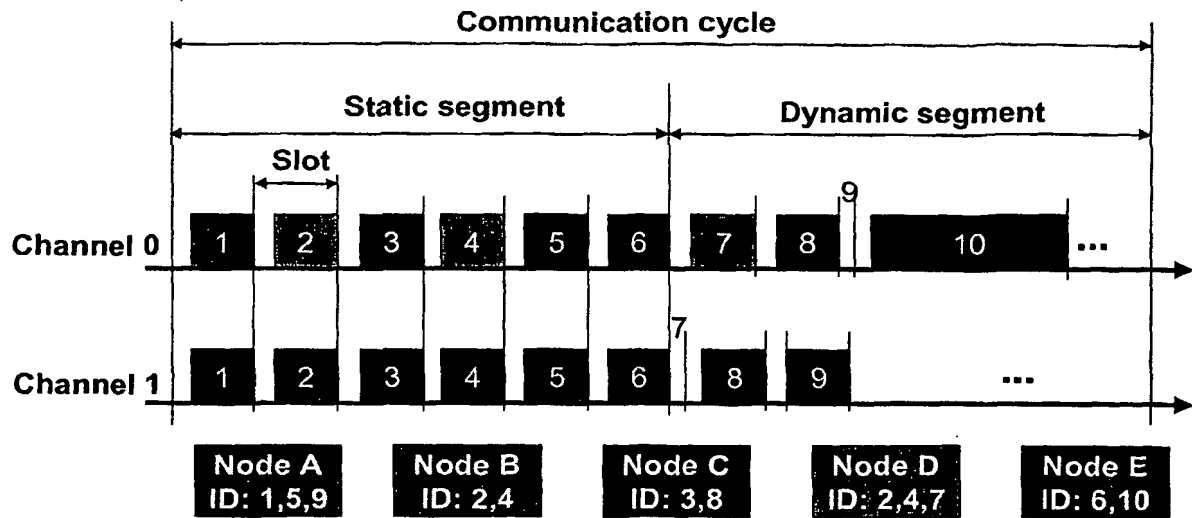 Communication cycle
Static segment
Dynamic segment
Slot
9
Channel 0
1 2 3 4 5 6 7 8 10 ...
7
Channel 1
1 2 3 4 5 6 8 9 ...
Node A
ID: 1,5,9
Node B
ID: 2,4
Node C
ID: 3,8
Node D
ID: 2,4,7
Node E
ID: 6,10